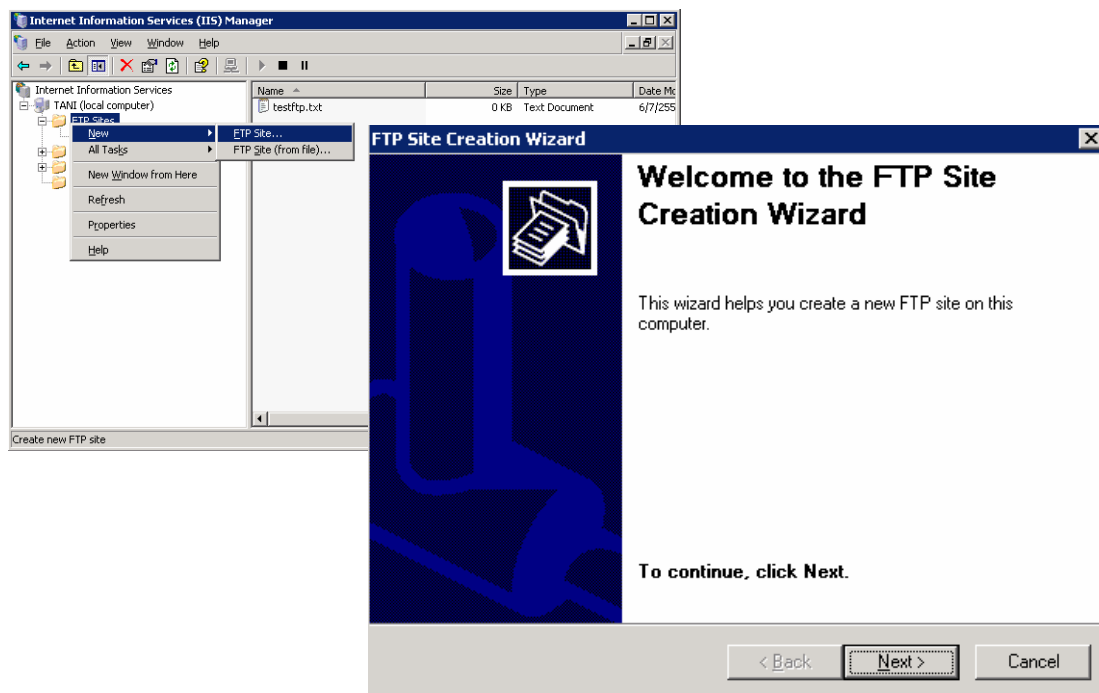 Internet Information Services (IIS) Manager
File Action View Window Help
Internet Information Services
TANI (local computer)
FTP Sites
Name Size Type Date Mo
testftp.txt 0 KB Text Document 6/7/255
New
All Tasks
New Window from Here
Refresh
Properties
Help
FTP Site...
FTP Site (from file)...
Create new FTP site
FTP Site Creation Wizard
Welcome to the FTP Site
Creation Wizard
This wizard helps you create a new FTP site on this
computer.
To continue, click Next.
< Back Next > Cancel